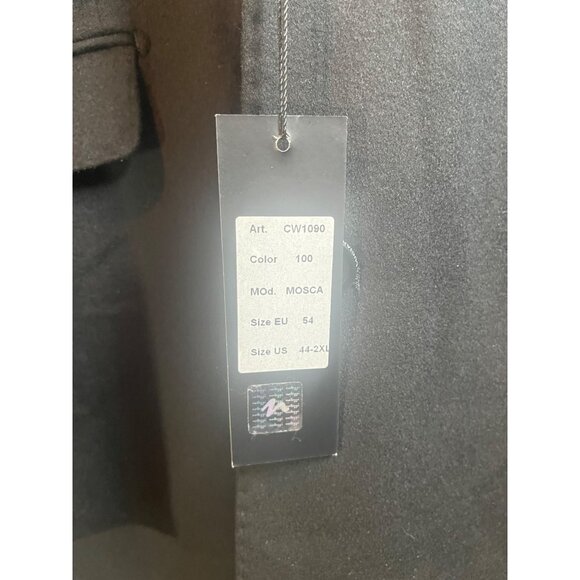 Art. CW1090
Color 100
MOd. MOSCA
Size EU 54
Size US 44-2XL